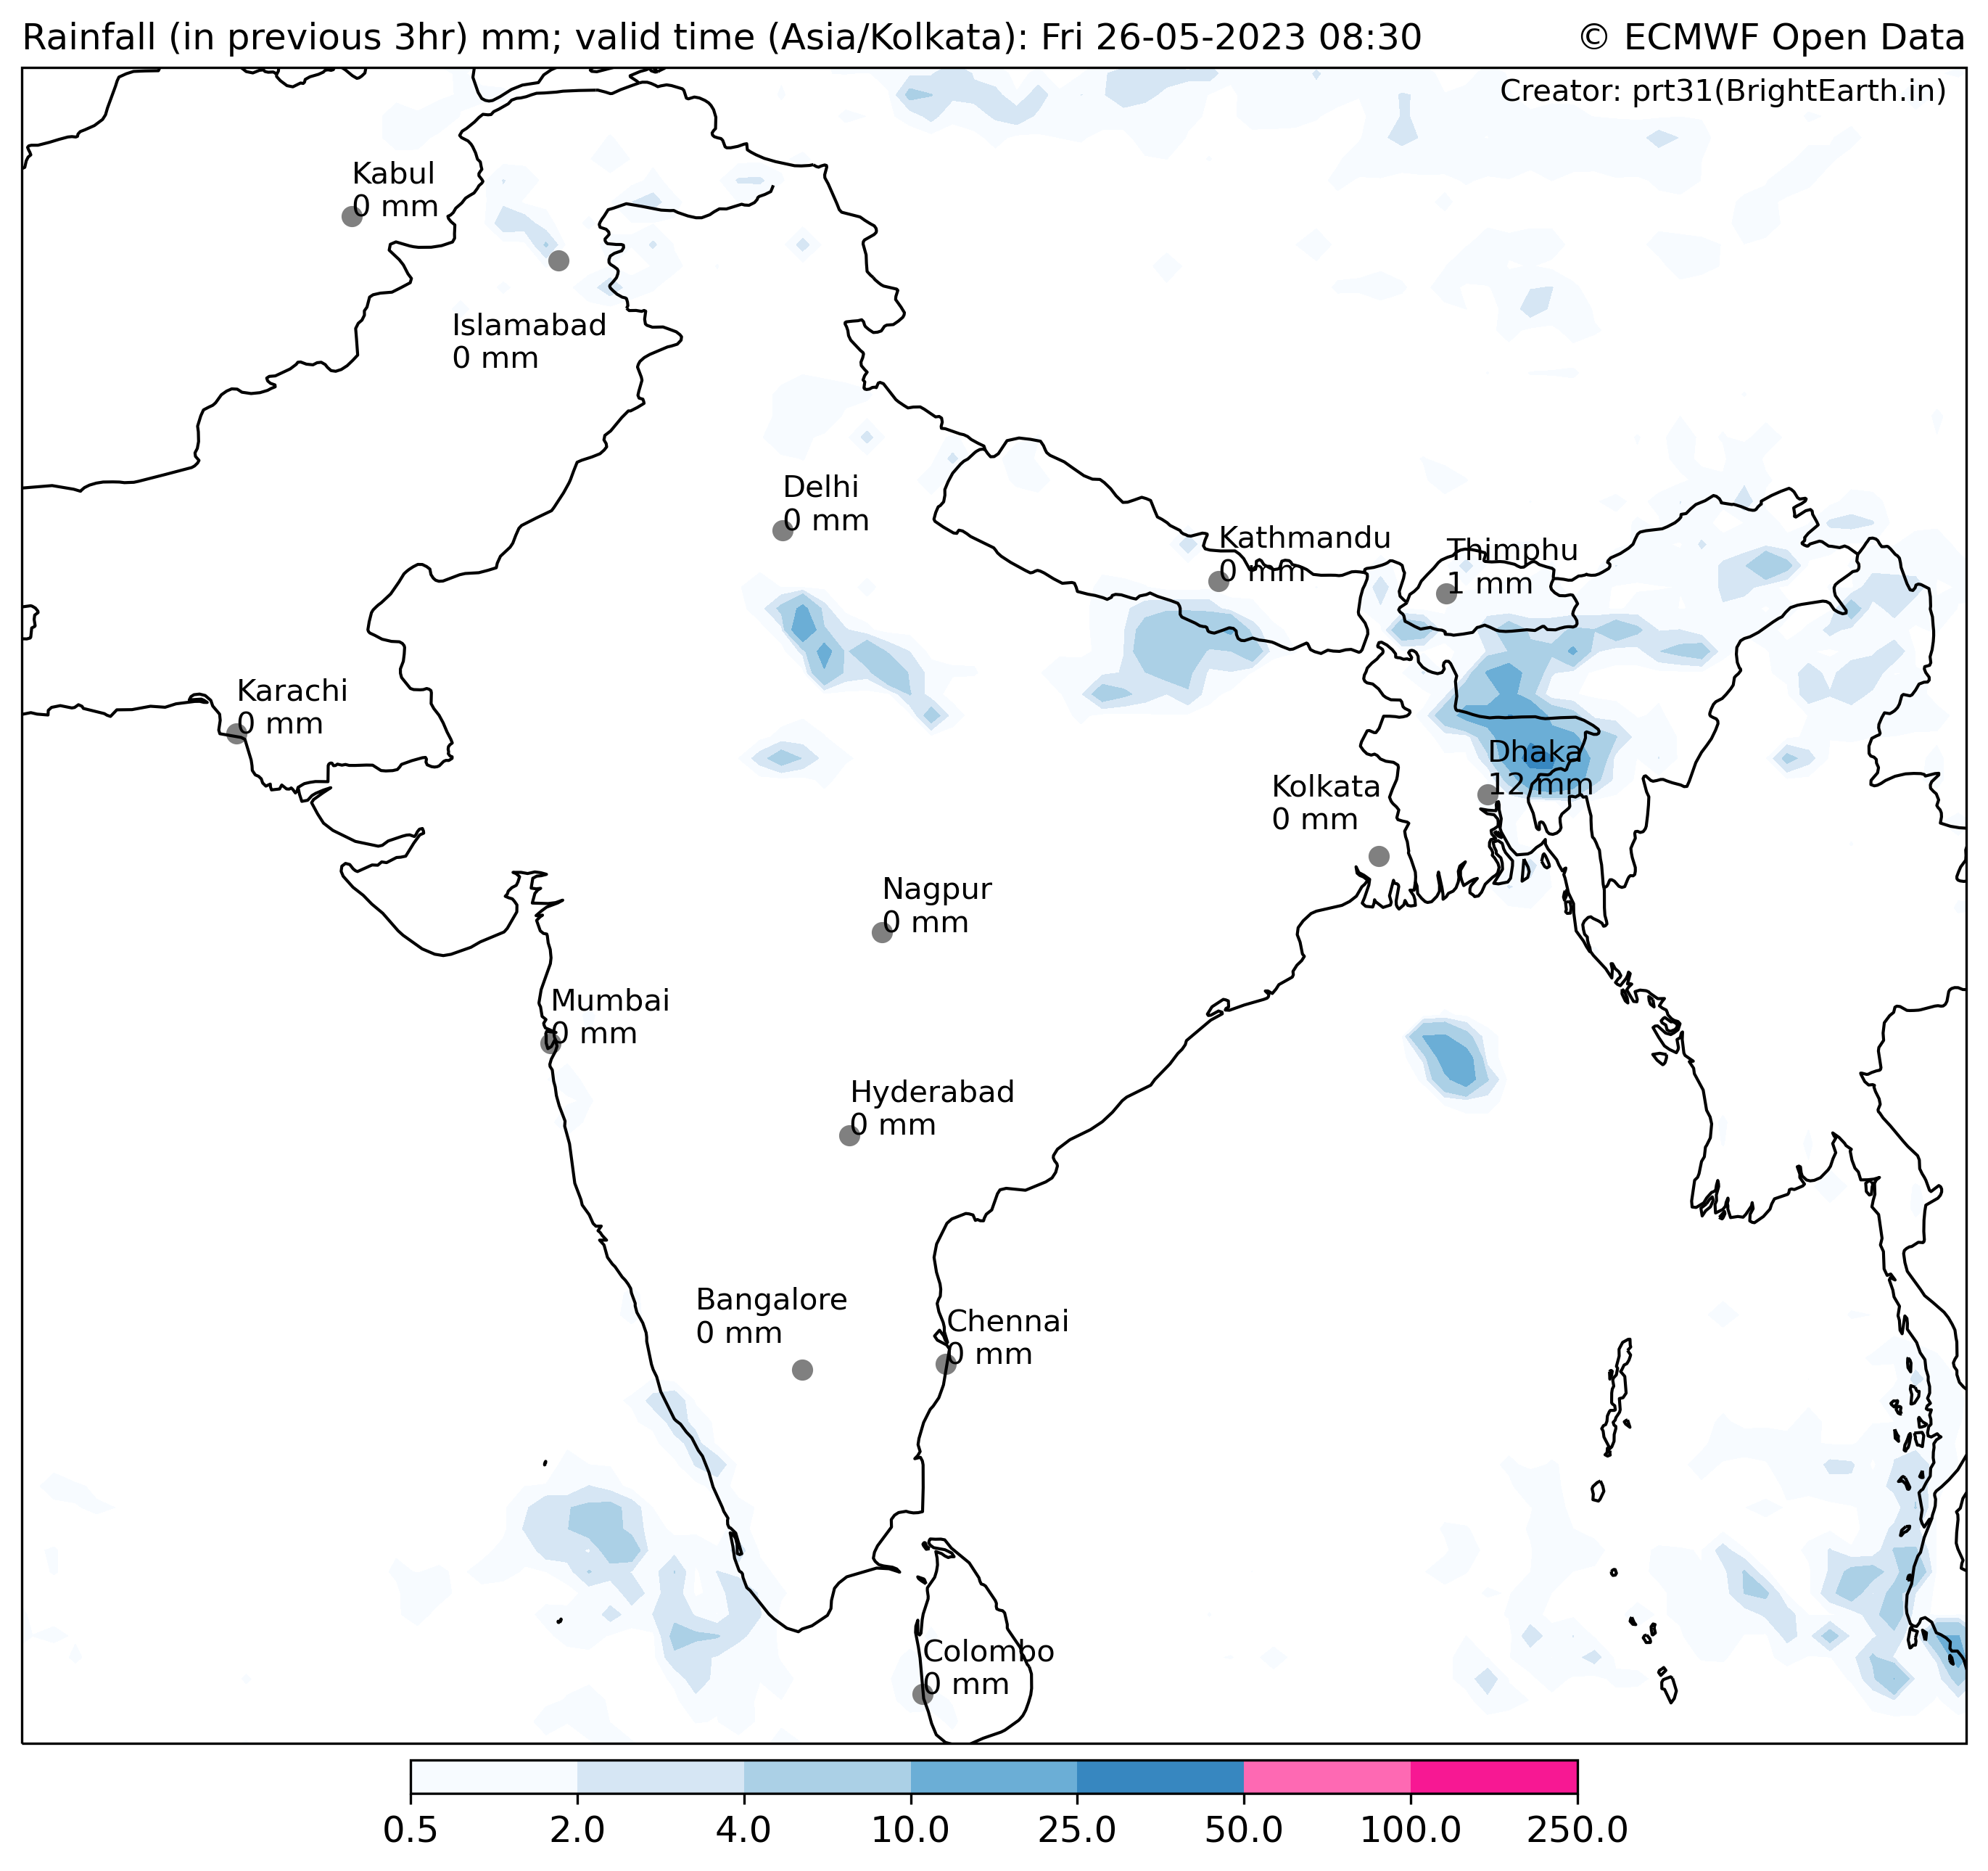 Rainfall (in previous 3hr) mm; valid time (Asia/Kolkata): Fri 26-05-2023 08:30
© ECMWF Open Data
Creator: prt31(BrightEarth.in)
Kabul
0 mm
Islamabad
0 mm
Delhi
0 mm
Kathmandu
0 mm
Thimphu
1 mm
Karachi
0 mm
Dhaka
12 mm
Kolkata
0 mm
Nagpur
0 mm
Mumbai
0 mm
Hyderabad
0 mm
Bangalore
0 mm
Chennai
0 mm
Colombo
0 mm
0.5 2.0 4.0 10.0 25.0 50.0 100.0 250.0